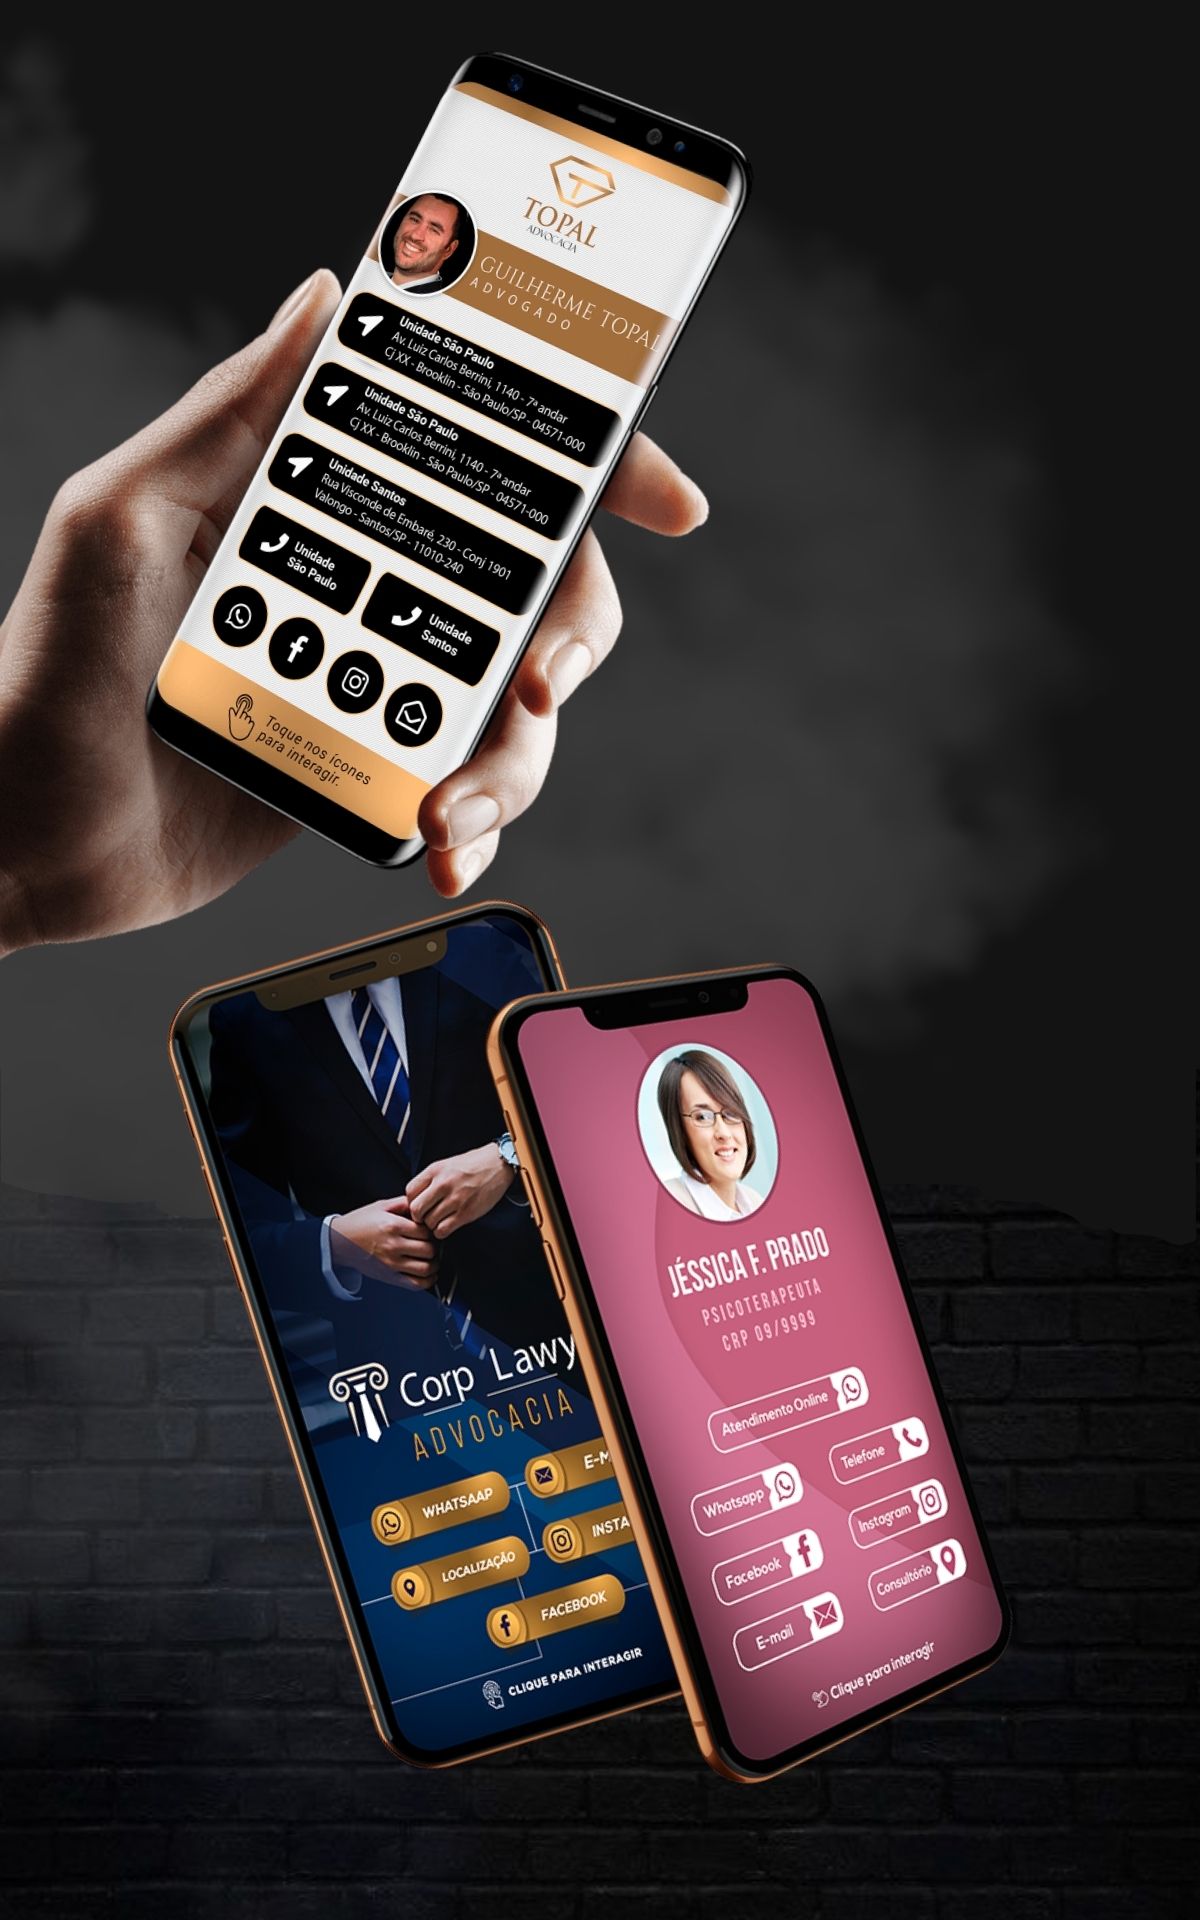 TOPAL
ADVOCACIA
GUILHERME TOPAL
ADVOGADO
Unidade São Paulo
Av. Luiz Carlos Berrini, 1140 - 7ª andar
Cj XX - Brooklin - São Paulo/SP - 04571-000
Unidade São Paulo
Av. Luiz Carlos Berrini, 1140 - 7ª andar
Cj XX - Brooklin - São Paulo/SP - 04571-000
Unidade Santos
Rua Visconde de Embaré, 230 - Conj 1901
Valongo - Santos/SP - 11010-240
Unidade
São Paulo
Unidade
Santos
Toque nos ícones
para interagir.
Corp Lawy
ADVOCACIA
WHATSAAP
E-M
LOCALIZAÇÃO
INSTA
FACEBOOK
CLIQUE PARA INTERAGIR
JÉSSICA F. PRADO
PSICOTERAPEUTA
CRP 09/9999
Atendimento Online
Telefone
Whatsapp
Instagram
Facebook
Consultório
E-mail
Clique para interagir